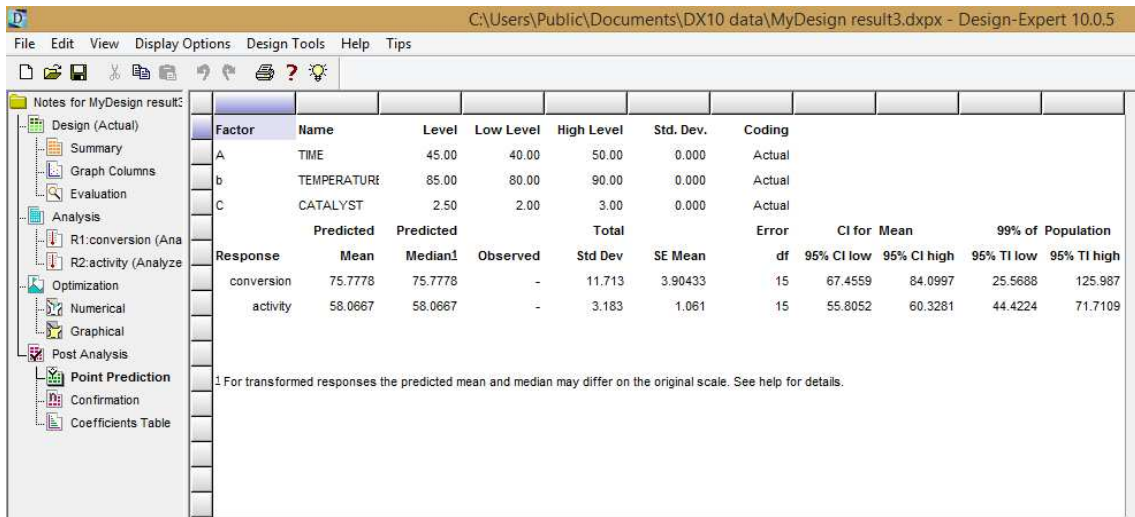 C:\Users\Public\Documents\DX10 data\MyDesign result3.dxpx - Design-Expert 10.0.5
File Edit View Display Options Design Tools Help Tips
Notes for MyDesign result3
Design (Actual)
Summary
Graph Columns
Evaluation
Analysis
R1:conversion (Ana
R2:activity (Analyze
Optimization
Numerical
Graphical
Post Analysis
Point Prediction
Confirmation
Coefficients Table
Factor Name Level Low Level High Level Std. Dev. Coding
A TIME 45.00 40.00 50.00 0.000 Actual
b TEMPERATURE 85.00 80.00 90.00 0.000 Actual
C CATALYST 2.50 2.00 3.00 0.000 Actual
Predicted Predicted Total Error CI for Mean 99% of Population
Response Mean Median1 Observed Std Dev SE Mean df 95% CI low 95% CI high 95% TI low 95% TI high
conversion 75.7778 75.7778 - 11.713 3.90433 15 67.4559 84.0997 25.5688 125.987
activity 58.0667 58.0667 - 3.183 1.061 15 55.8052 60.3281 44.4224 71.7109
1 For transformed responses the predicted mean and median may differ on the original scale. See help for details.